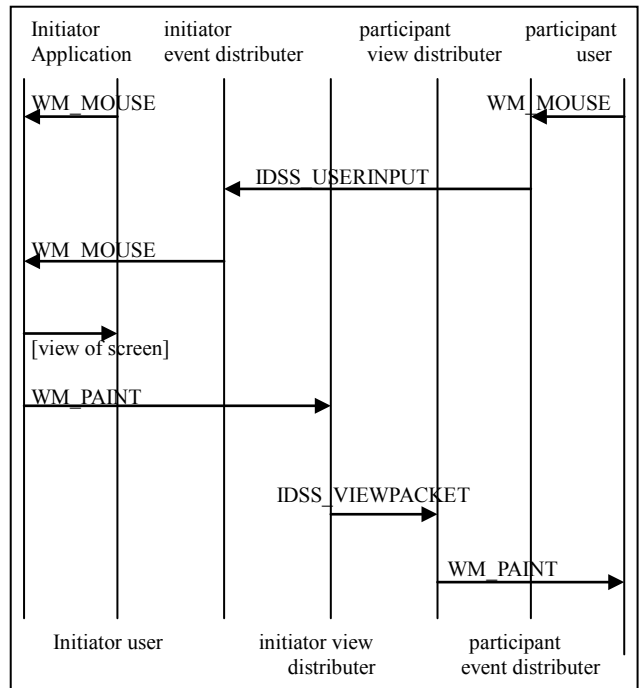 Initiator initiator participant participant
Application event distributer view distributer user
WM_MOUSE WM_MOUSE
IDSS_USERINPUT
WM_MOUSE
[view of screen]
WM_PAINT
IDSS_VIEWPACKET
WM_PAINT
Initiator user initiator view participant
distributer event distributer